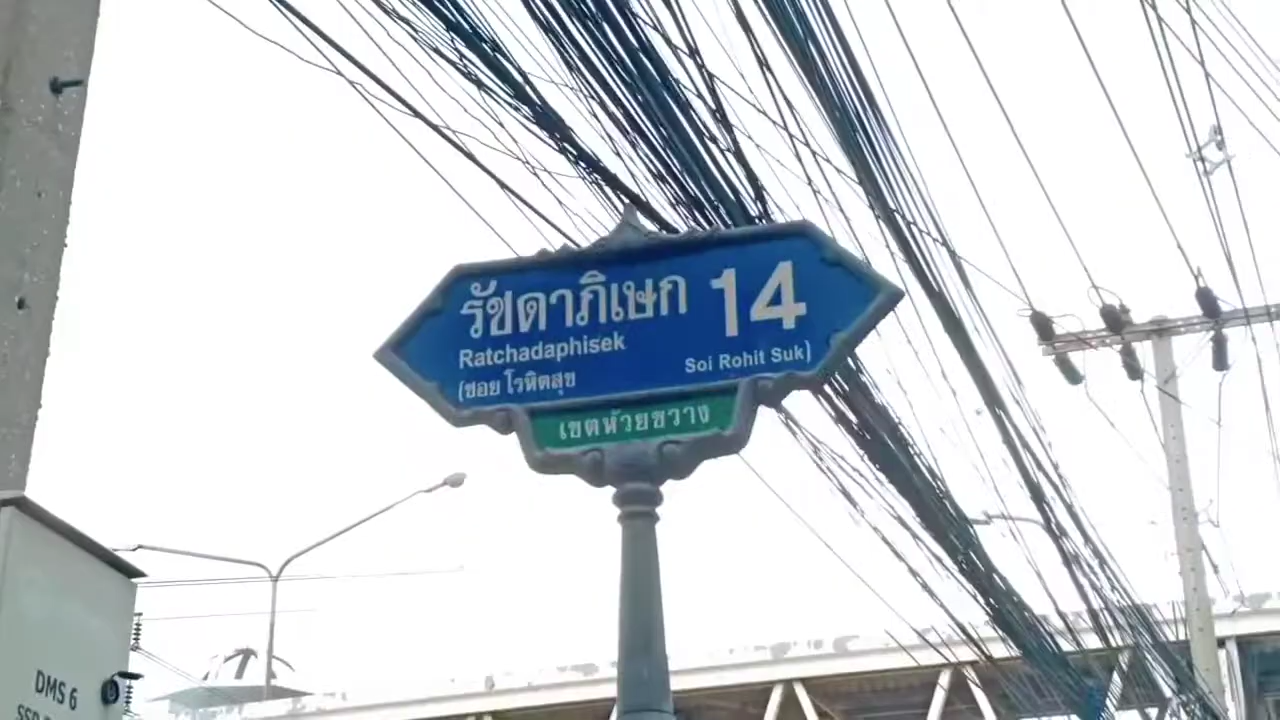 รัชดาภิเษก 14
Ratchadaphisek
(ซอย โรหิตสุข Soi Rohit Suk)
เขตห้วยขวาง
DMS 6